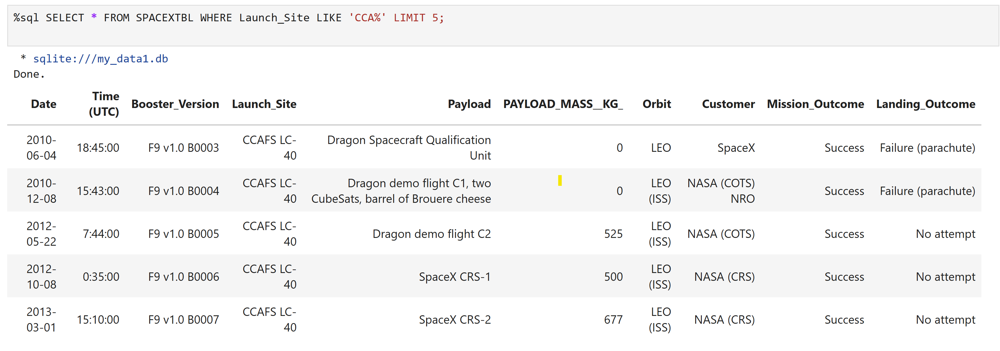 %sql SELECT * FROM SPACEXTBL WHERE Launch_Site LIKE 'CCA%' LIMIT 5;
* sqlite:///my_data1.db
Done.
Date Time (UTC) Booster_Version Launch_Site Payload PAYLOAD_MASS__KG_ Orbit Customer Mission_Outcome Landing_Outcome
2010-06-04 18:45:00 F9 v1.0 B0003 CCAFS LC-40 Dragon Spacecraft Qualification Unit 0 LEO SpaceX Success Failure (parachute)
2010-12-08 15:43:00 F9 v1.0 B0004 CCAFS LC-40 Dragon demo flight C1, two CubeSats, barrel of Brouere cheese 0 LEO (ISS) NASA (COTS) NRO Success Failure (parachute)
2012-05-22 7:44:00 F9 v1.0 B0005 CCAFS LC-40 Dragon demo flight C2 525 LEO (ISS) NASA (COTS) Success No attempt
2012-10-08 0:35:00 F9 v1.0 B0006 CCAFS LC-40 SpaceX CRS-1 500 LEO (ISS) NASA (CRS) Success No attempt
2013-03-01 15:10:00 F9 v1.0 B0007 CCAFS LC-40 SpaceX CRS-2 677 LEO (ISS) NASA (CRS) Success No attempt